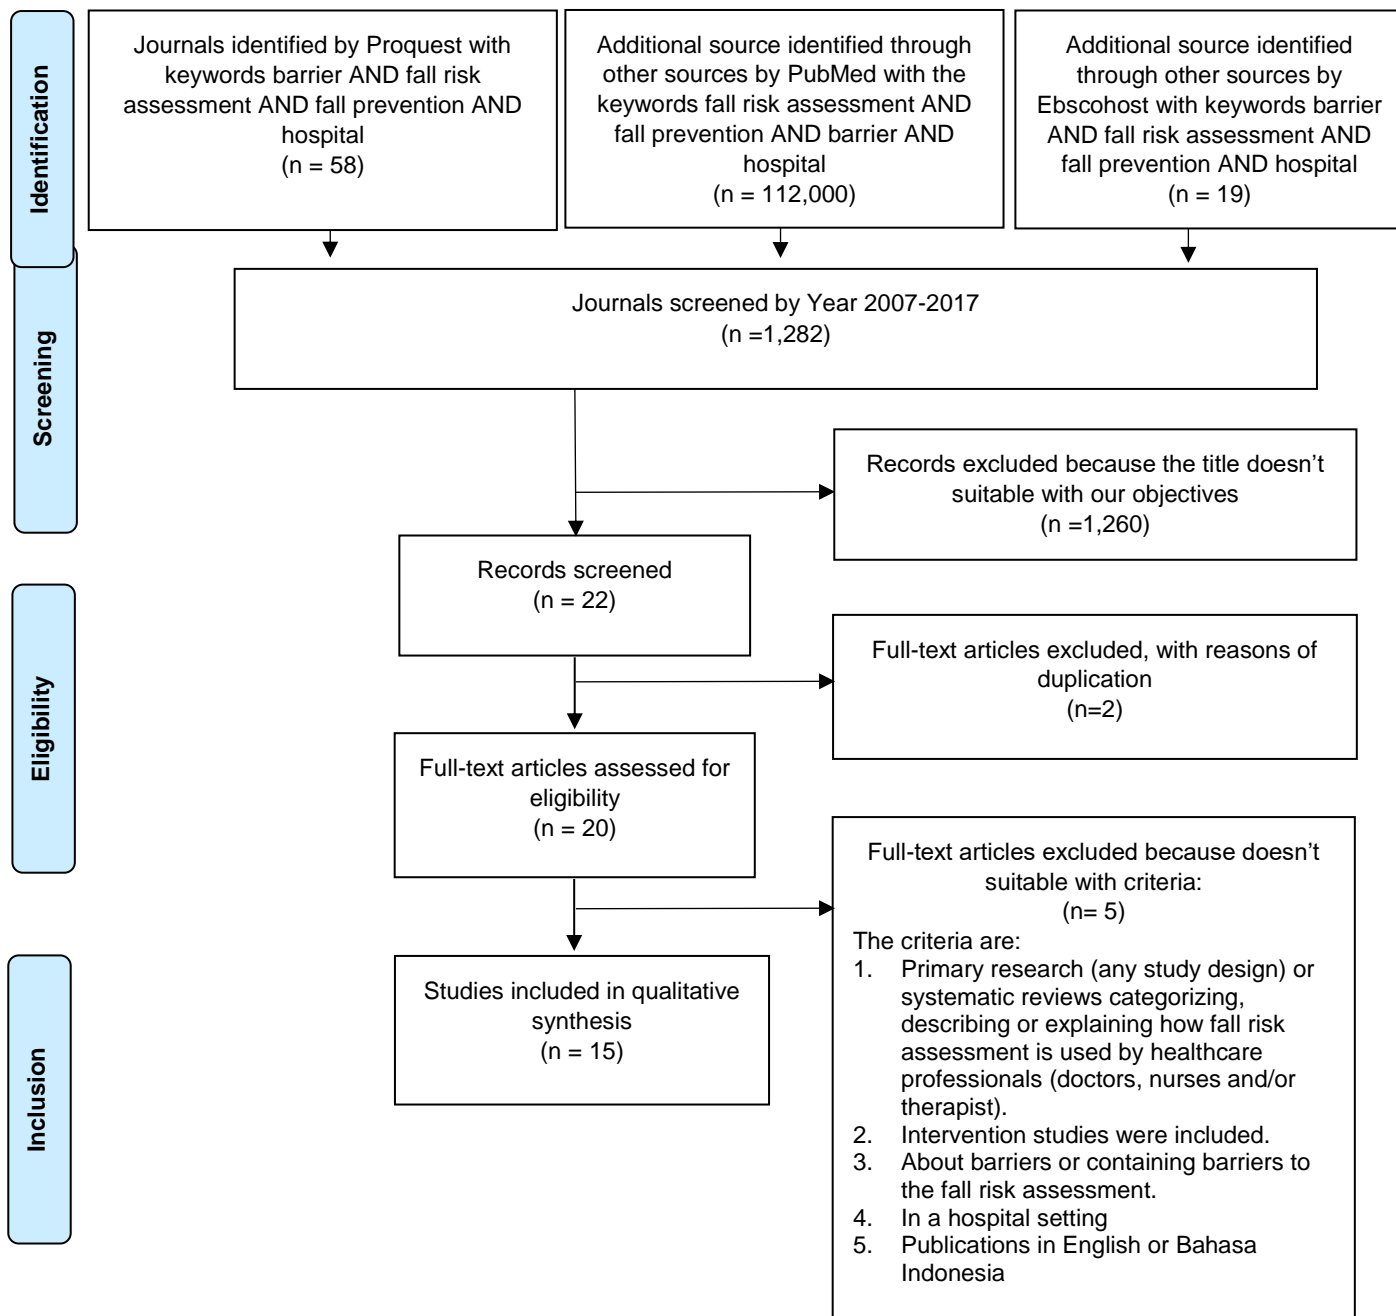 Identification
Journals identified by Proquest with
keywords barrier AND fall risk
assessment AND fall prevention AND
hospital
(n = 58)
Additional source identified through
other sources by PubMed with the
keywords fall risk assessment AND
fall prevention AND barrier AND
hospital
(n = 112,000)
Additional source identified
through other sources by
Ebscohost with keywords barrier
AND fall risk assessment AND
fall prevention AND hospital
(n = 19)
Screening
Journals screened by Year 2007-2017
(n =1,282)
Records excluded because the title doesn't
suitable with our objectives
(n =1,260)
Records screened
(n = 22)
Eligibility
Full-text articles excluded, with reasons of
duplication
(n=2)
Full-text articles assessed for
eligibility
(n = 20)
Full-text articles excluded because doesn't
suitable with criteria:
(n= 5)
The criteria are:
1. Primary research (any study design) or
systematic reviews categorizing,
describing or explaining how fall risk
assessment is used by healthcare
professionals (doctors, nurses and/or
therapist).
2. Intervention studies were included.
3. About barriers or containing barriers to
the fall risk assessment.
4. In a hospital setting
5. Publications in English or Bahasa
Indonesia
Inclusion
Studies included in qualitative
synthesis
(n = 15)